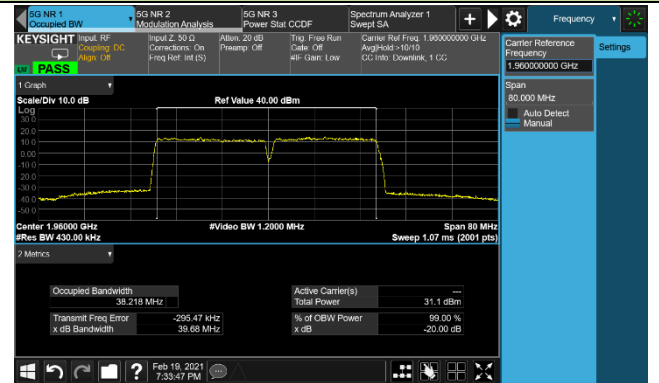 5G NR 1
Occupied BW
5G NR 2
Modulation Analysis
5G NR 3
Power Stat CCDF
Spectrum Analyzer 1
Swept SA
+
Frequency
KEYSIGHT
Input: RF
Coupling: DC
Align: Off
Input Z: 50 Ω
Corrections: On
Freq Ref: Int (S)
Atten: 20 dB
Preamp: Off
Trig: Free Run
Gate: Off
#IF Gain: Low
Carrier Ref Freq: 1.960000000 GHz
Avg|Hold:>10/10
CC Info: Downlink, 1 CC
PASS
Carrier Reference
Frequency
1.960000000 GHz
Settings
Span
80.000 MHz
Auto Detect
Manual
1 Graph
Scale/Div 10.0 dB
Ref Value 40.00 dBm
Log
30.0
20.0
10.0
0.00
-10.0
-20.0
-30.0
-40.0
-50.0
Center 1.96000 GHz
#Video BW 1.2000 MHz
Span 80 MHz
#Res BW 430.00 kHz
Sweep 1.07 ms (2001 pts)
2 Metrics
Occupied Bandwidth
38.218 MHz
Active Carrier(s)
---
Total Power
31.1 dBm
Transmit Freq Error
-295.47 kHz
% of OBW Power
99.00 %
x dB Bandwidth
39.68 MHz
x dB
-20.00 dB
?
Feb 19, 2021
7:33:47 PM